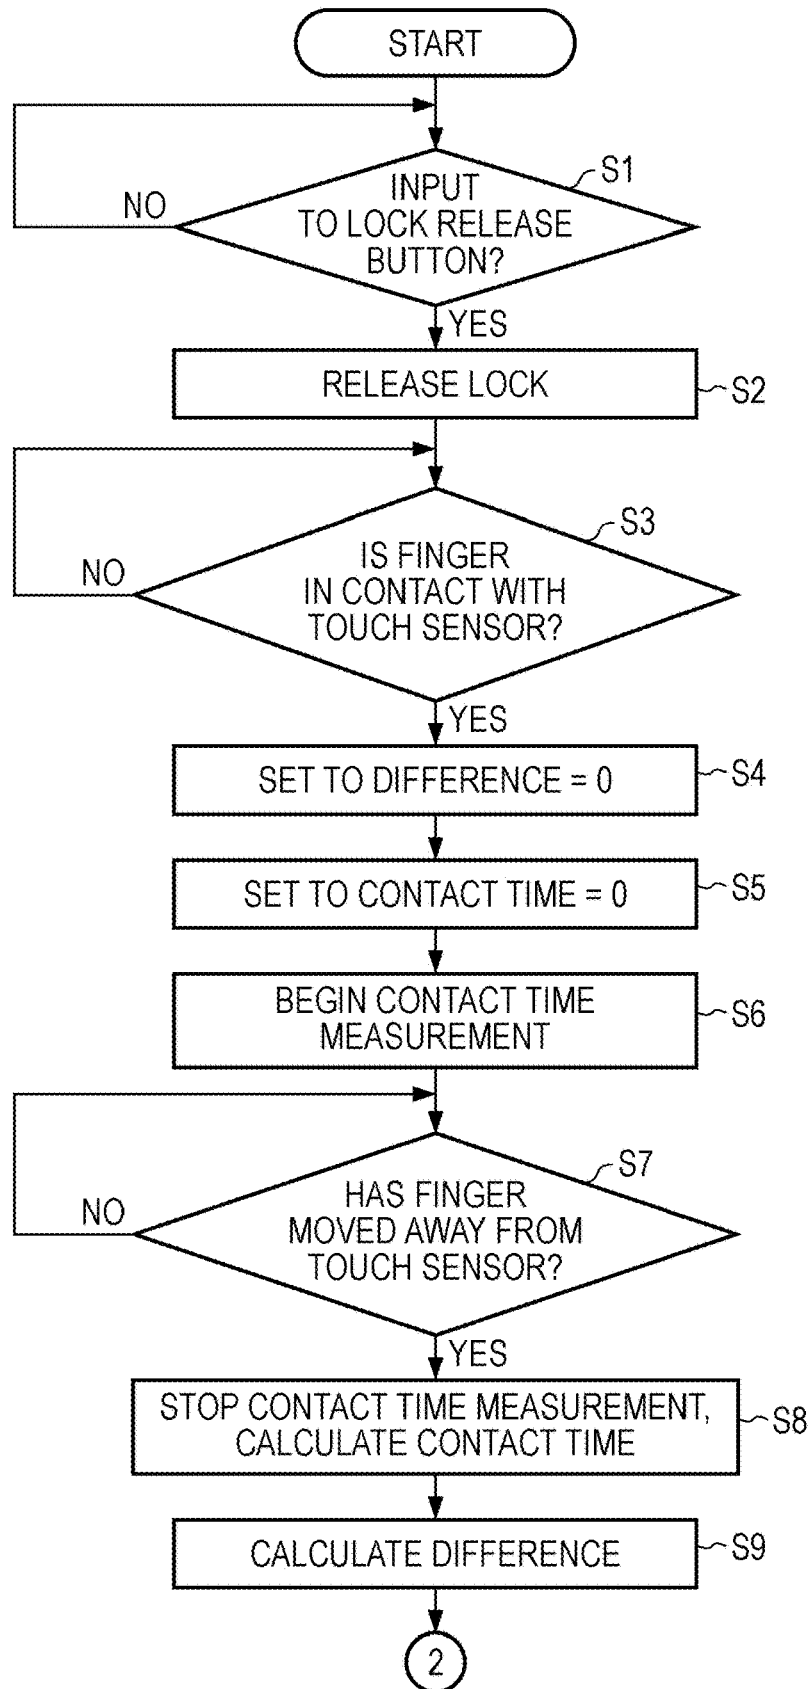 START
S1
INPUT
TO LOCK RELEASE
BUTTON?
NO
YES
RELEASE LOCK
S2
S3
IS FINGER
IN CONTACT WITH
TOUCH SENSOR?
NO
YES
SET TO DIFFERENCE = 0
S4
SET TO CONTACT TIME = 0
S5
BEGIN CONTACT TIME
MEASUREMENT
S6
S7
HAS FINGER
MOVED AWAY FROM
TOUCH SENSOR?
NO
YES
STOP CONTACT TIME MEASUREMENT,
CALCULATE CONTACT TIME
S8
CALCULATE DIFFERENCE
S9
2